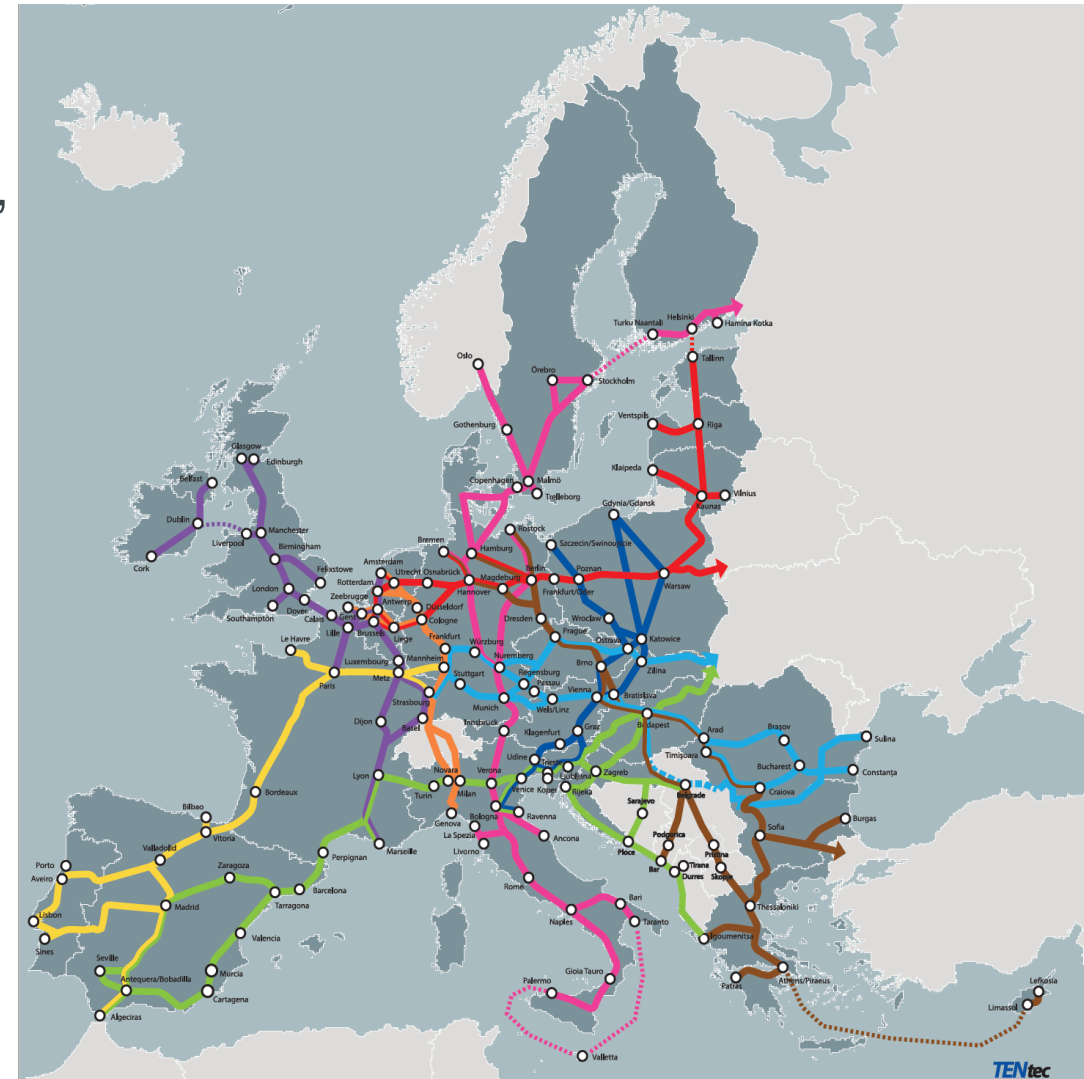 ,
Helsinki
Turku Naantali
Hamina Kotka
Oslo
Örebro
Stockholm
Tallinn
Ventspils
Riga
Gothenburg
Glasgow
Edinburgh
Klaipeda
Belfast
Copenhagen
Malmö
Trelleborg
Vilnius
Kaunas
Gdynia/Gdansk
Dublin
Liverpool
Manchester
Rostock
Bremen
Hamburg
Szczecin/Swinoujscie
Cork
Birmingham
Felixstowe
Amsterdam
Utrecht
Osnabrück
Berlin
Poznan
Warsaw
London
Rotterdam
Hannover
Magdeburg
Frankfurt/Oder
Zeebrugge
Southampton
Dover
Calais
Gent
Antwerp
Düsseldorf
Cologne
Dresden
Wroclaw
Lille
Brussels
Liège
Prague
Katowice
Ostrava
Le Havre
Frankfurt
Würzburg
Luxembourg
Mannheim
Nuremberg
Brno
Zilina
Paris
Metz
Stuttgart
Regensburg
Passau
Strasbourg
Munich
Wels/Linz
Vienna
Bratislava
Dijon
Basel
Innsbruck
Klagenfurt
Graz
Budapest
Arad
Brașov
Sulina
Timișoara
Udine
Trieste
Lyon
Novara
Verona
Ljubljana
Zagreb
Bucharest
Constanța
Turin
Milan
Venice
Koper
Rijeka
Belgrade
Craiova
Bordeaux
Genova
Bologna
Ravenna
Sarajevo
Bilbao
Vitoria
La Spezia
Ancona
Livorno
Marseille
Ploce
Podgorica
Pristina
Sofia
Burgas
Porto
Aveiro
Valladolid
Zaragoza
Perpignan
Bar
Tirana
Durres
Skopje
Rome
Barcelona
Tarragona
Madrid
Bari
Naples
Taranto
Thessaloniki
Lisbon
Sines
Valencia
Igoumenitsa
Seville
Antequera/Bobadilla
Murcia
Gioia Tauro
Palermo
Athens/Piraeus
Patras
Lefkosia
Cartagena
Limassol
Algeciras
Valletta
TENtec